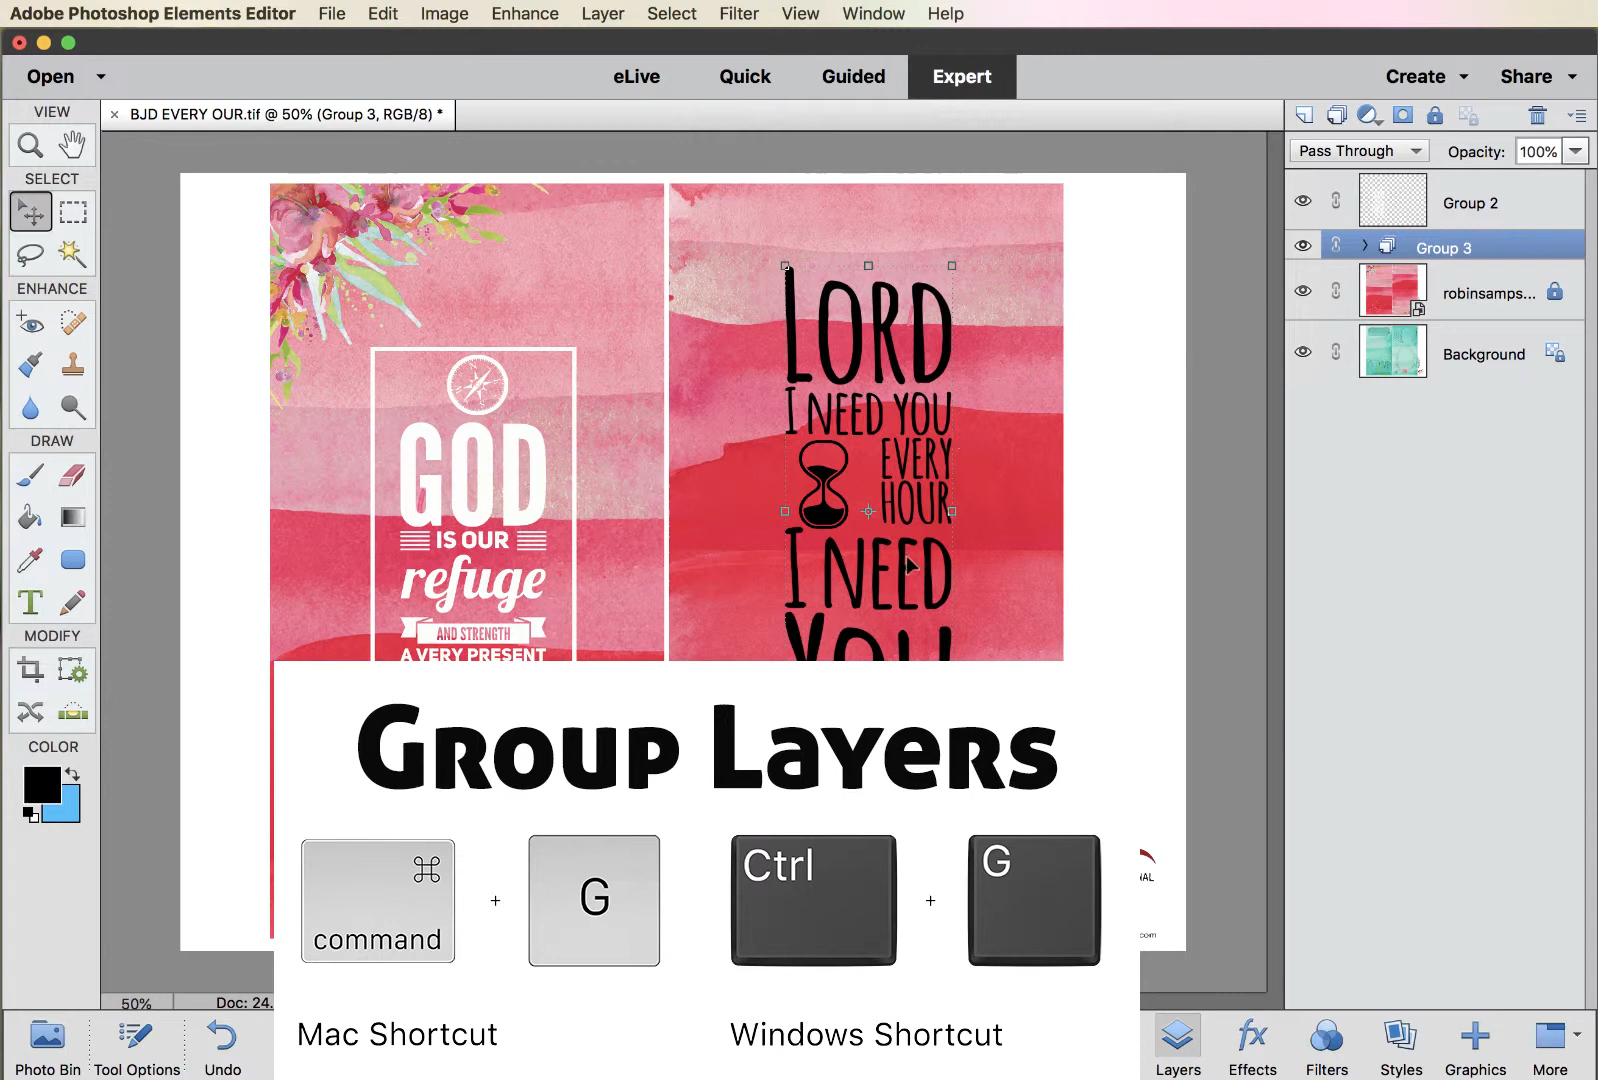 Adobe Photoshop Elements Editor File Edit Image Enhance Layer Select Filter View Window Help
Open eLive Quick Guided Expert Create Share
VIEW
× BJD EVERY OUR.tif @ 50% (Group 3, RGB/8) *
Pass Through Opacity: 100%
SELECT
Group 2
Group 3
robinsamps...
Background
ENHANCE
DRAW
T
MODIFY
COLOR
GOD
IS OUR
refuge
AND STRENGTH
A VERY PRESENT
LORD
I NEED YOU
EVERY
HOUR
I NEED
YOU
Group Layers
⌘
command
+
G
Ctrl
+
G
NAL
com
Mac Shortcut
Windows Shortcut
50% Doc: 24.
Photo Bin Tool Options Undo
fx
Layers Effects Filters Styles Graphics More